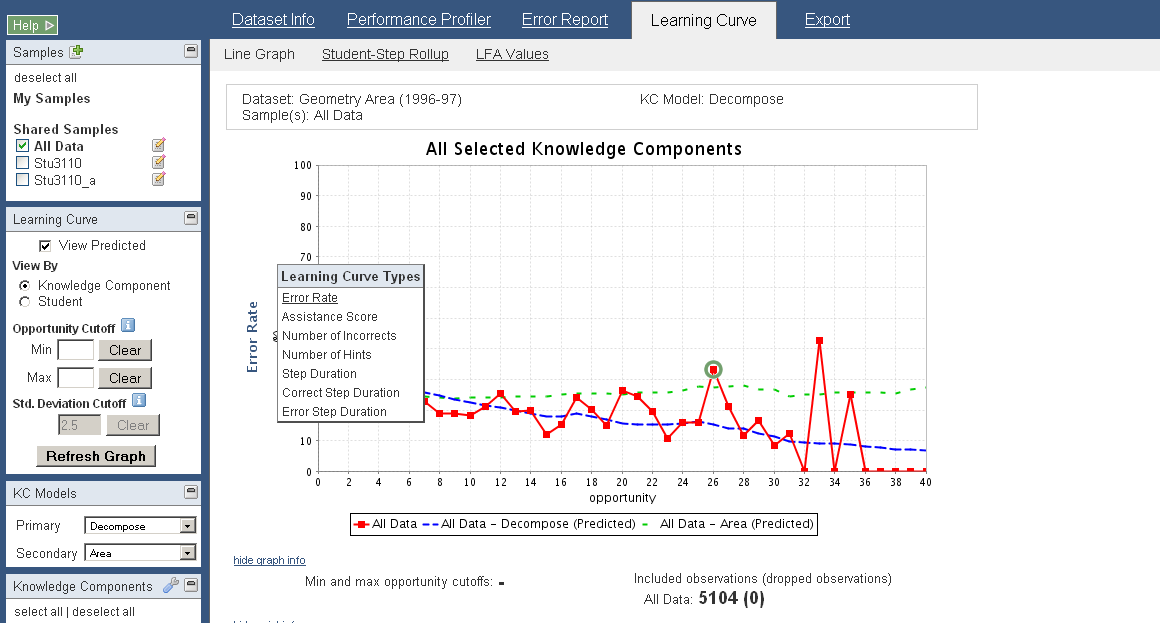 Help
Dataset Info Performance Profiler Error Report Learning Curve Export
Line Graph Student-Step Rollup LFA Values
Samples
deselect all
My Samples
Shared Samples
All Data
Stu3110
Stu3110_a
Learning Curve
View Predicted
View By
Knowledge Component
Student
Opportunity Cutoff
Min Clear
Max Clear
Std. Deviation Cutoff
2.5 Clear
Refresh Graph
KC Models
Primary Decompose
Secondary Area
Knowledge Components
select all | deselect all
Dataset: Geometry Area (1996-97) KC Model: Decompose
Sample(s): All Data
All Selected Knowledge Components
100
90
80
70
Error Rate
Learning Curve Types
Error Rate
Assistance Score
Number of Incorrects
Number of Hints
Step Duration
Correct Step Duration
Error Step Duration
10
0
0 2 4 6 8 10 12 14 16 18 20 22 24 26 28 30 32 34 36 38 40
opportunity
All Data All Data - Decompose (Predicted) All Data - Area (Predicted)
hide graph info
Min and max opportunity cutoffs: - Included observations (dropped observations)
All Data: 5104 (0)